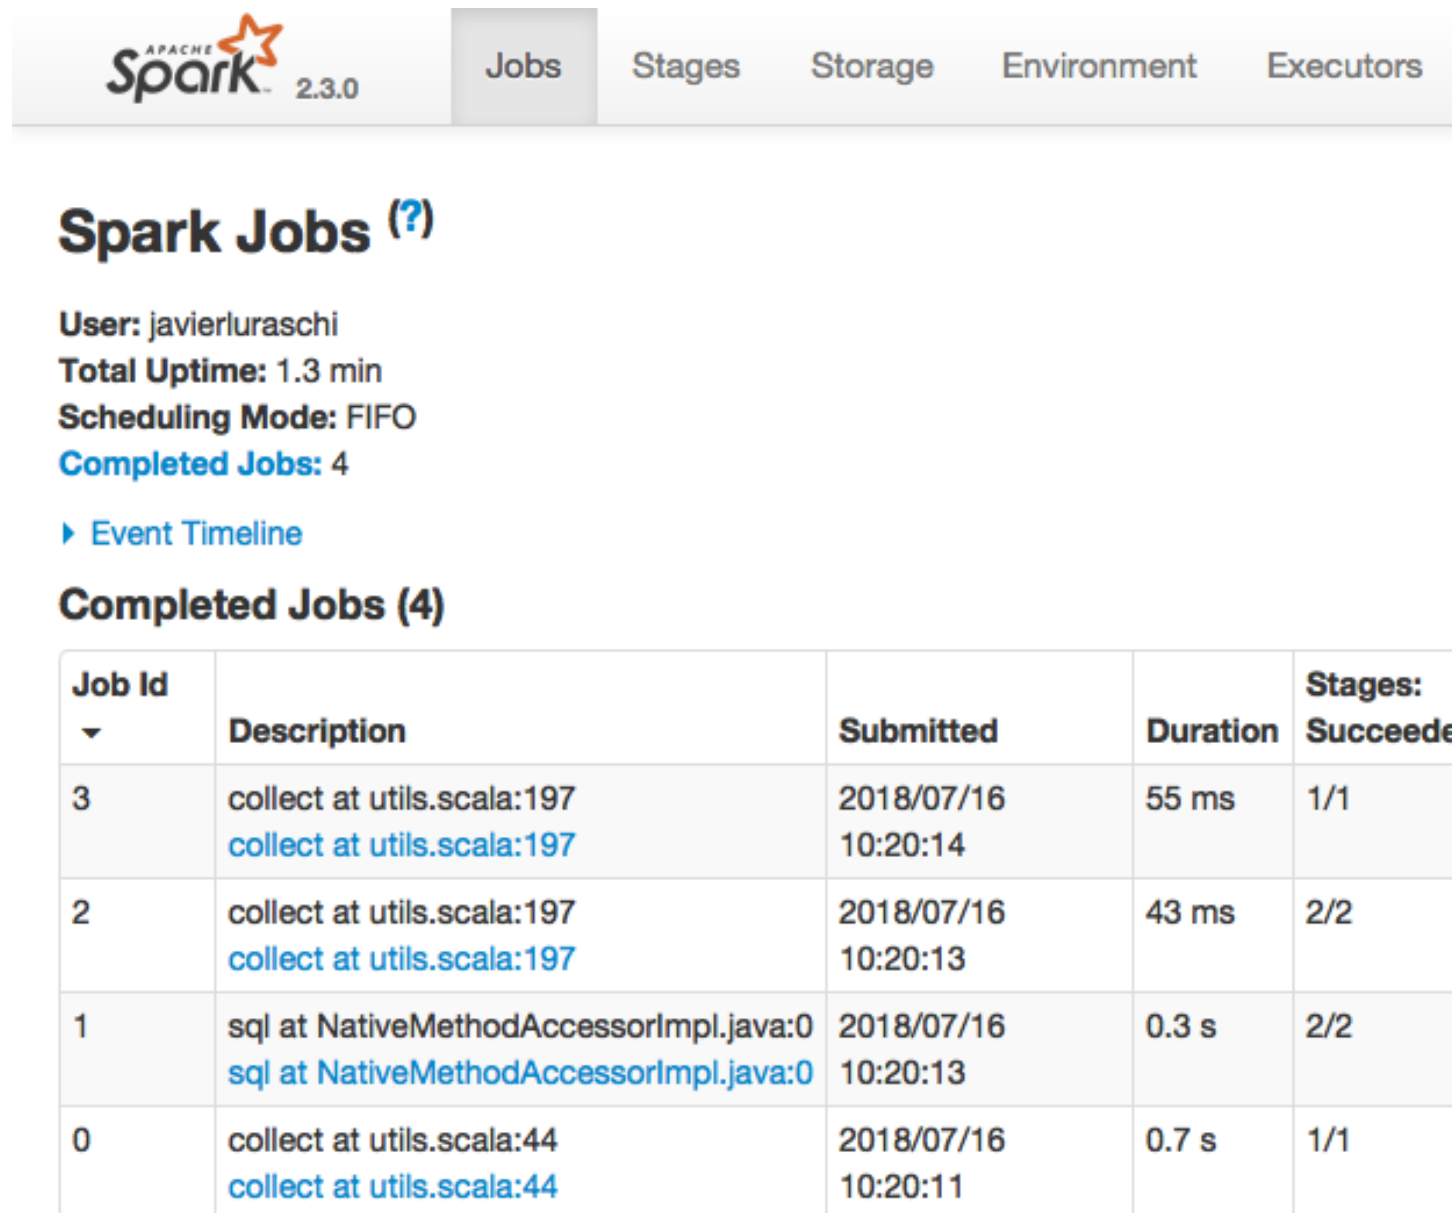 APACHE
Spark™ 2.3.0 Jobs Stages Storage Environment Executors
Spark Jobs (?)
User: javierluraschi
Total Uptime: 1.3 min
Scheduling Mode: FIFO
Completed Jobs: 4
Event Timeline
Completed Jobs (4)
Job Id Description Submitted Duration Stages:
Succeede
3 collect at utils.scala:197 2018/07/16 55 ms 1/1
collect at utils.scala:197 10:20:14
2 collect at utils.scala:197 2018/07/16 43 ms 2/2
collect at utils.scala:197 10:20:13
1 sql at NativeMethodAccessorImpl.java:0 2018/07/16 0.3 s 2/2
sql at NativeMethodAccessorImpl.java:0 10:20:13
0 collect at utils.scala:44 2018/07/16 0.7 s 1/1
collect at utils.scala:44 10:20:11